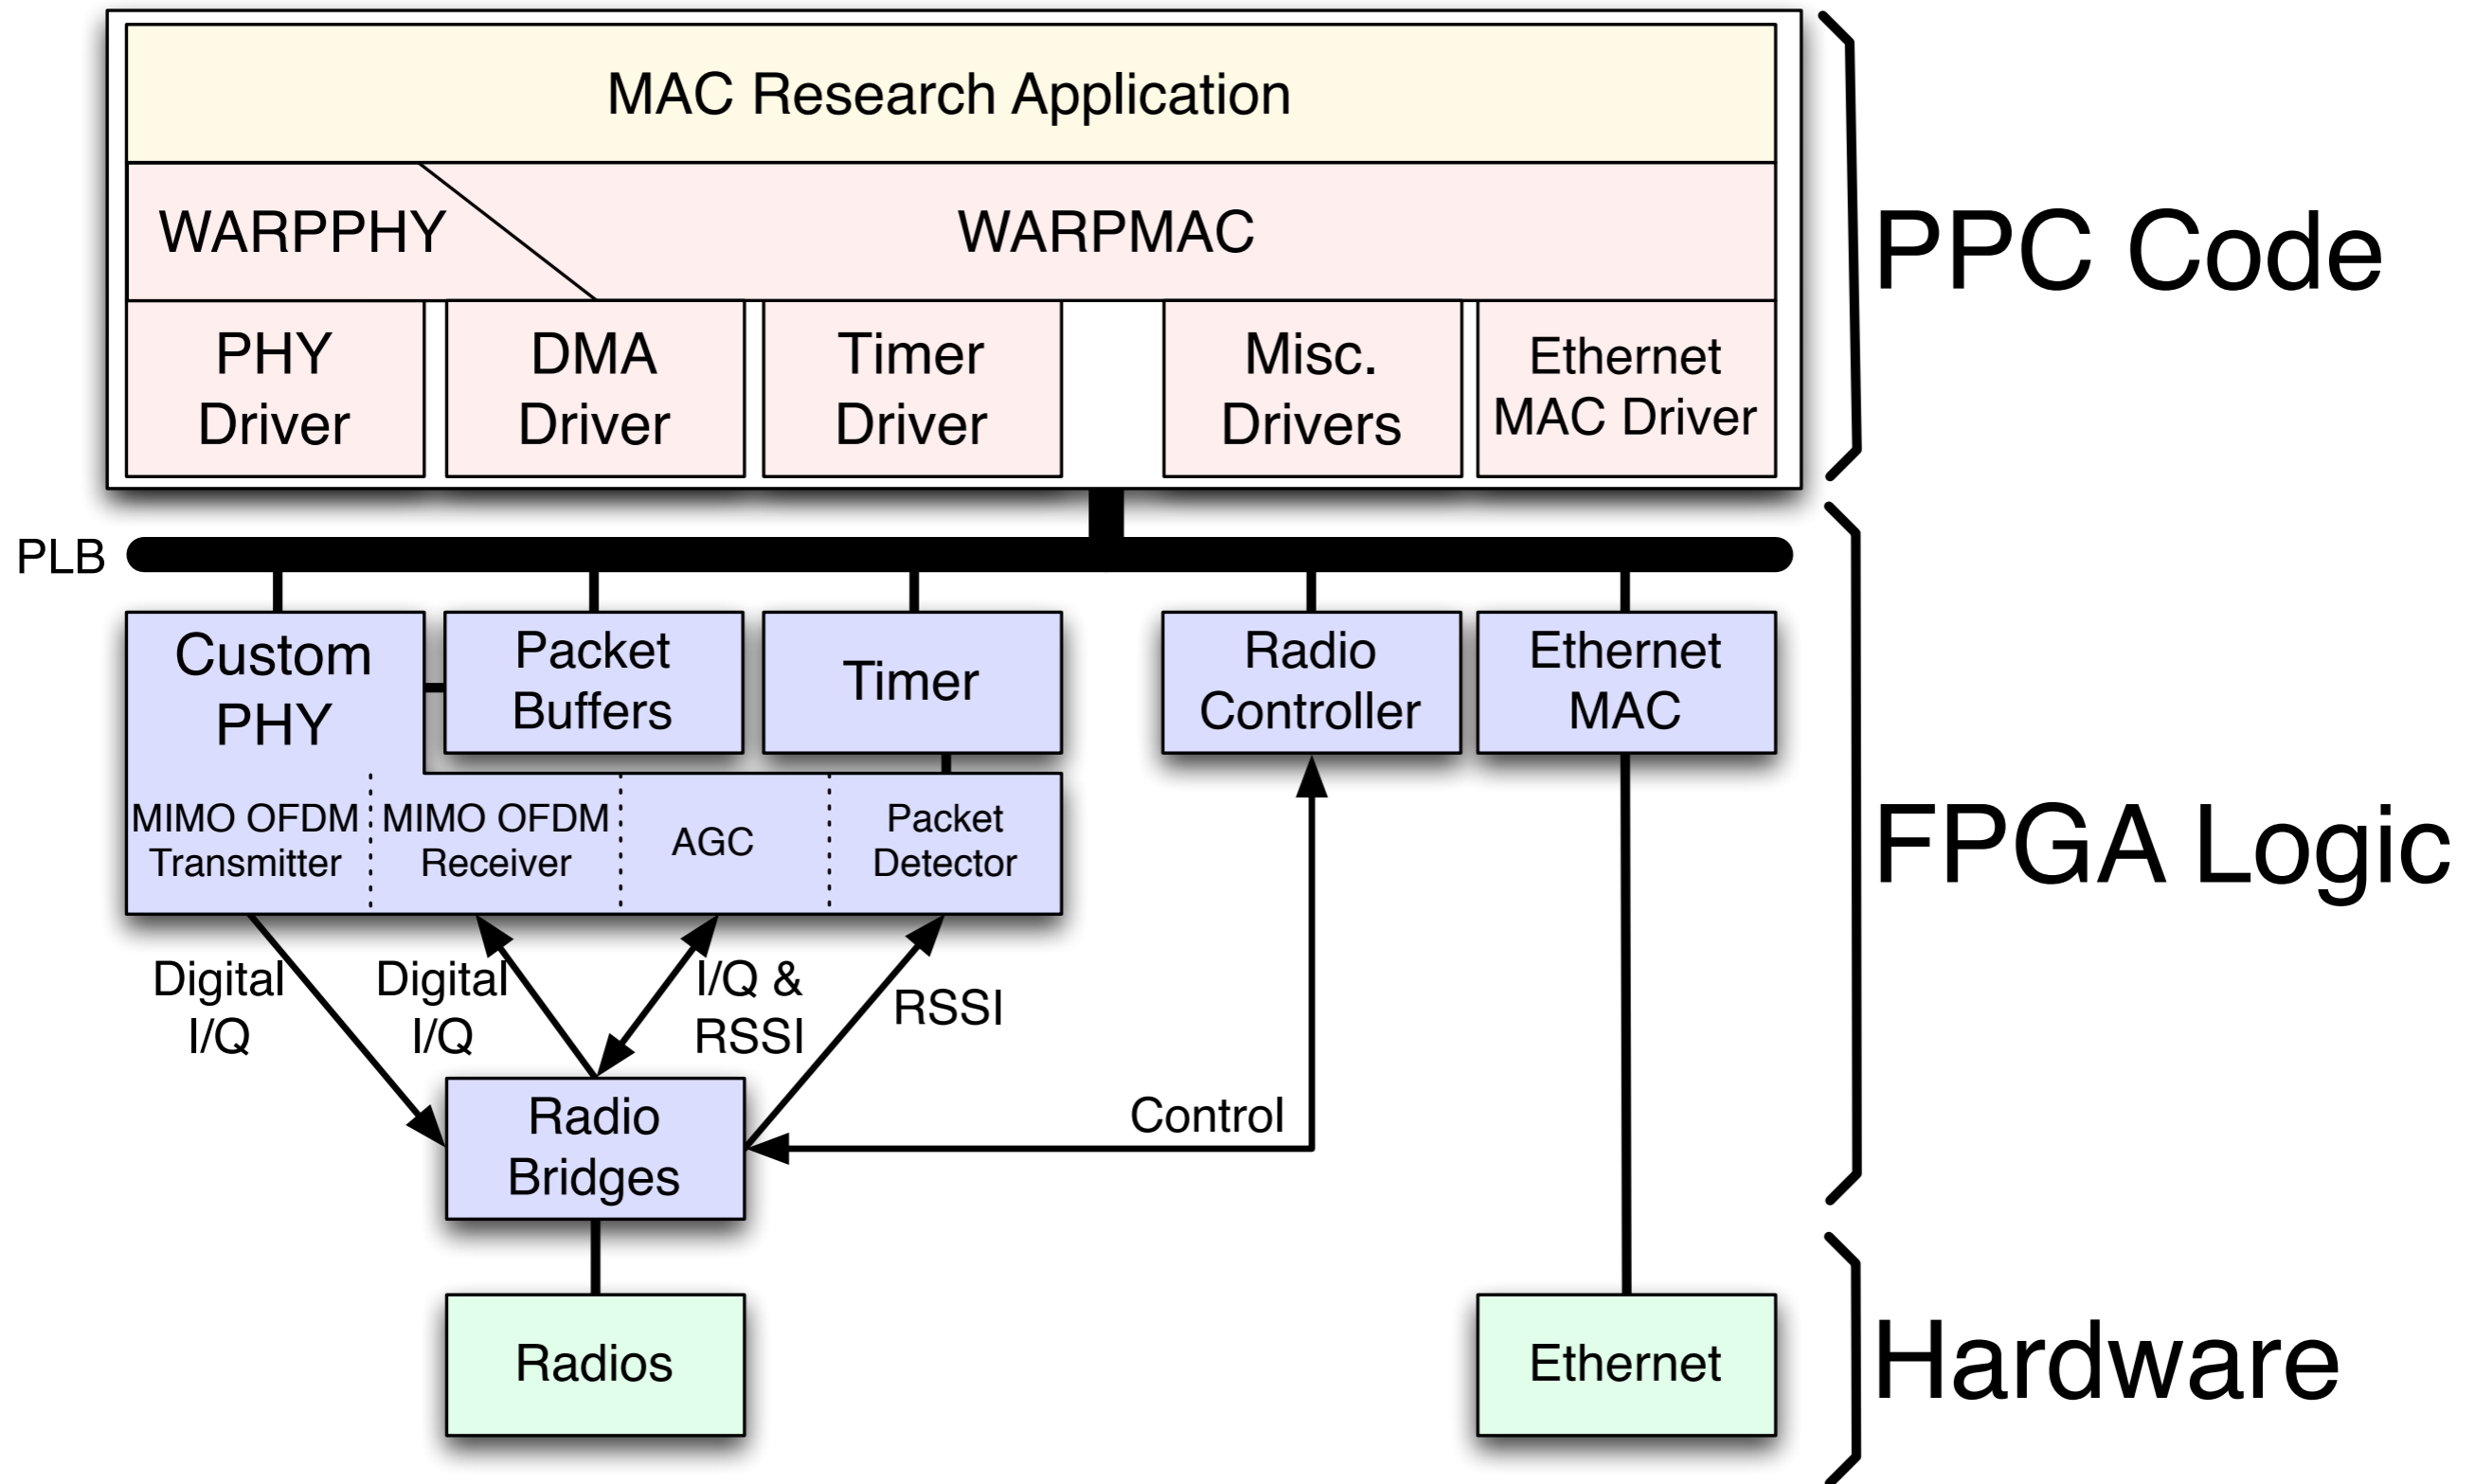 MAC Research Application
WARPPHY
WARPMAC
PPC Code
PHY
Driver
DMA
Driver
Timer
Driver
Misc.
Drivers
Ethernet
MAC Driver
PLB
Custom
PHY
Packet
Buffers
Timer
Radio
Controller
Ethernet
MAC
MIMO OFDM
Transmitter
MIMO OFDM
Receiver
AGC
Packet
Detector
FPGA Logic
Digital
I/Q
Digital
I/Q
I/Q &
RSSI
RSSI
Control
Radio
Bridges
Radios
Ethernet
Hardware